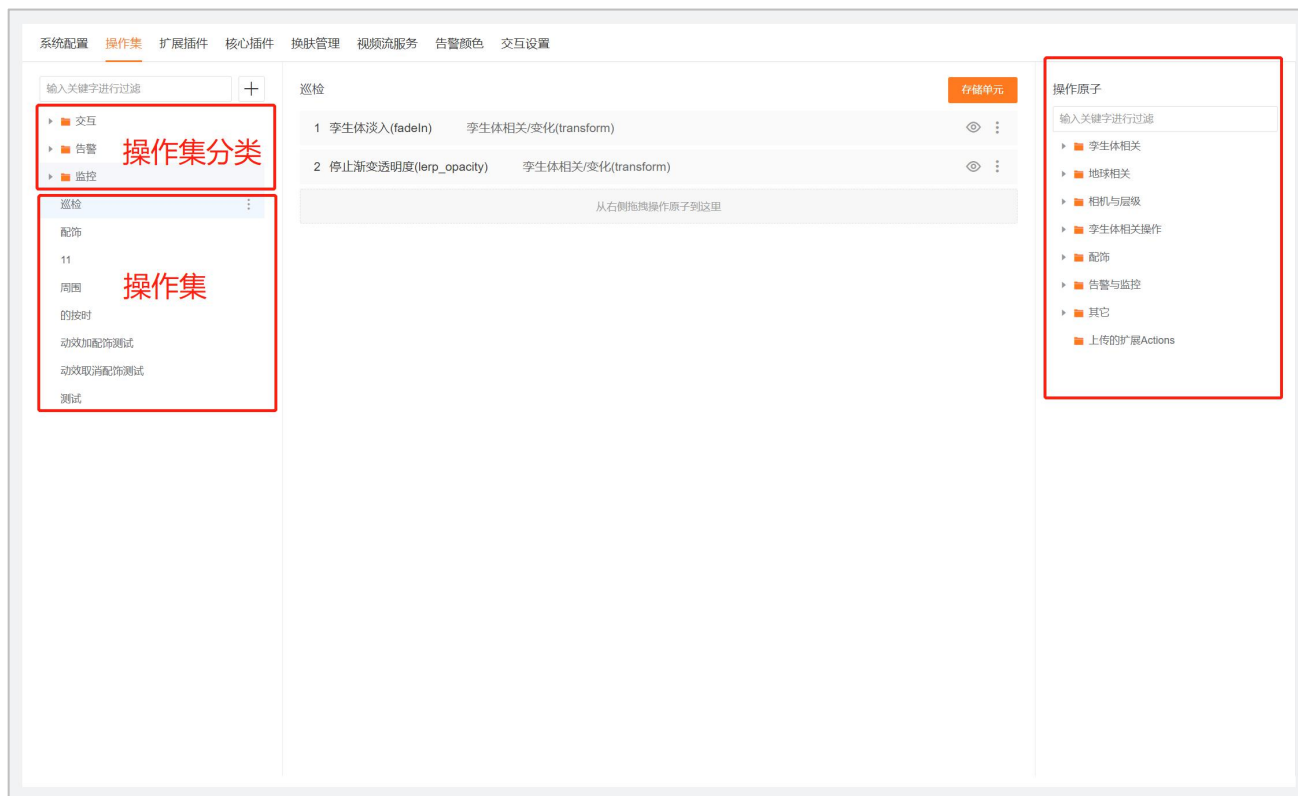 系统配置 操作集 扩展插件 核心插件 换肤管理 视频流服务 告警颜色 交互设置
输入关键字进行过滤
交互
告警
监控
操作集分类
巡检
配饰
11
周围
的按时
动效加配饰测试
动效取消配饰测试
测试
操作集
巡检
存储单元
1 孪生体淡入(fadeIn) 孪生体相关/变化(transform)
2 停止渐变透明度(lerp_opacity) 孪生体相关/变化(transform)
从右侧拖拽操作原子到这里
操作原子
输入关键字进行过滤
孪生体相关
地球相关
相机与层级
孪生体相关操作
配饰
告警与监控
其它
上传的扩展Actions